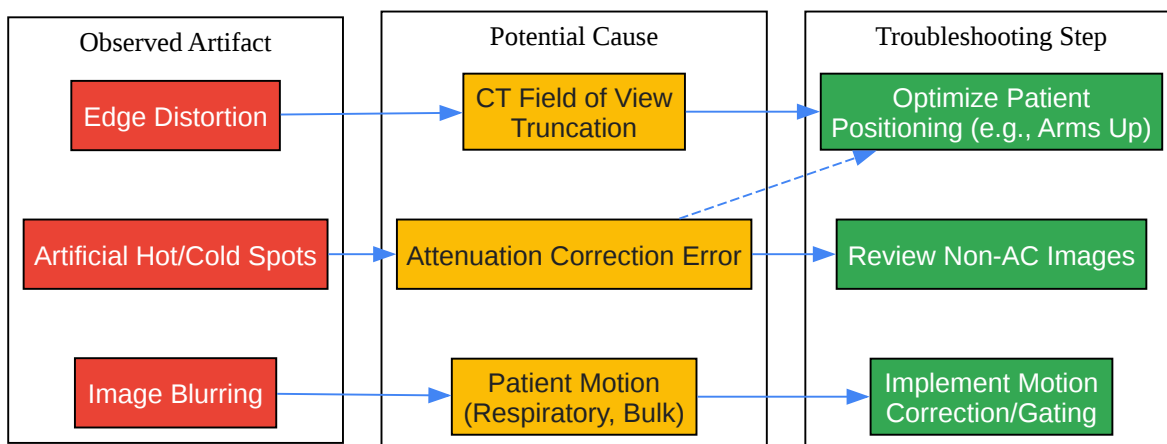 Observed Artifact
Edge Distortion
Artificial Hot/Cold Spots
Image Blurring
Potential Cause
CT Field of View
Truncation
Attenuation Correction Error
Patient Motion
(Respiratory, Bulk)
Troubleshooting Step
Optimize Patient
Positioning (e.g., Arms Up)
Review Non-AC Images
Implement Motion
Correction/Gating